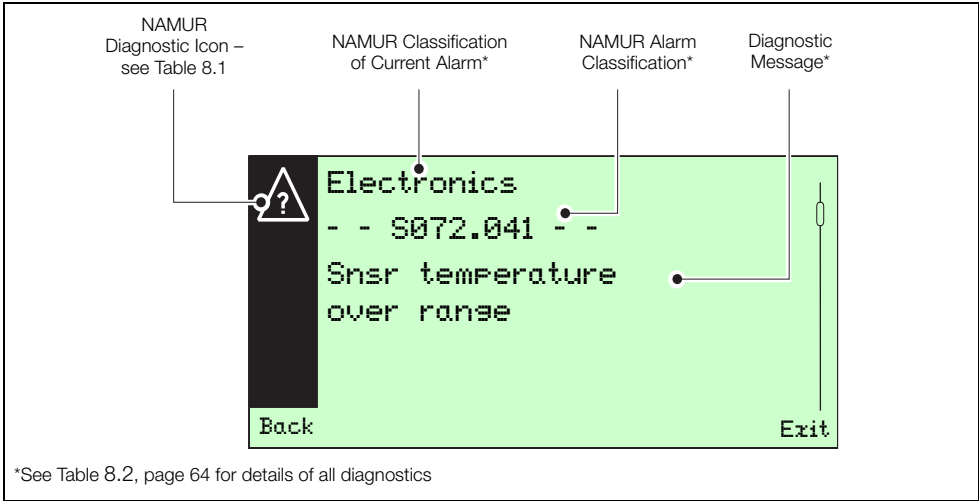 NAMUR
Diagnostic Icon –
see Table 8.1
NAMUR Classification
of Current Alarm*
NAMUR Alarm
Classification*
Diagnostic
Message*
?
Electronics
- - S072.041 - -
Snsr temperature
over range
Back
Exit
*See Table 8.2, page 64 for details of all diagnostics